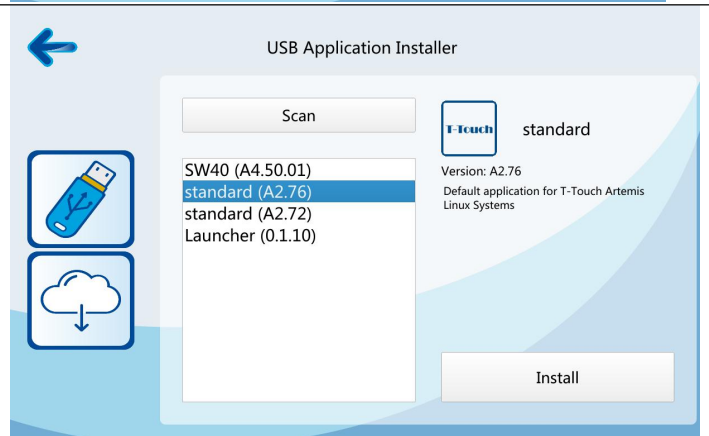 USB Application Installer
Scan
SW40 (A4.50.01)
standard (A2.76)
standard (A2.72)
Launcher (0.1.10)
T-Touch
standard
Version: A2.76
Default application for T-Touch Artemis
Linux Systems
Install